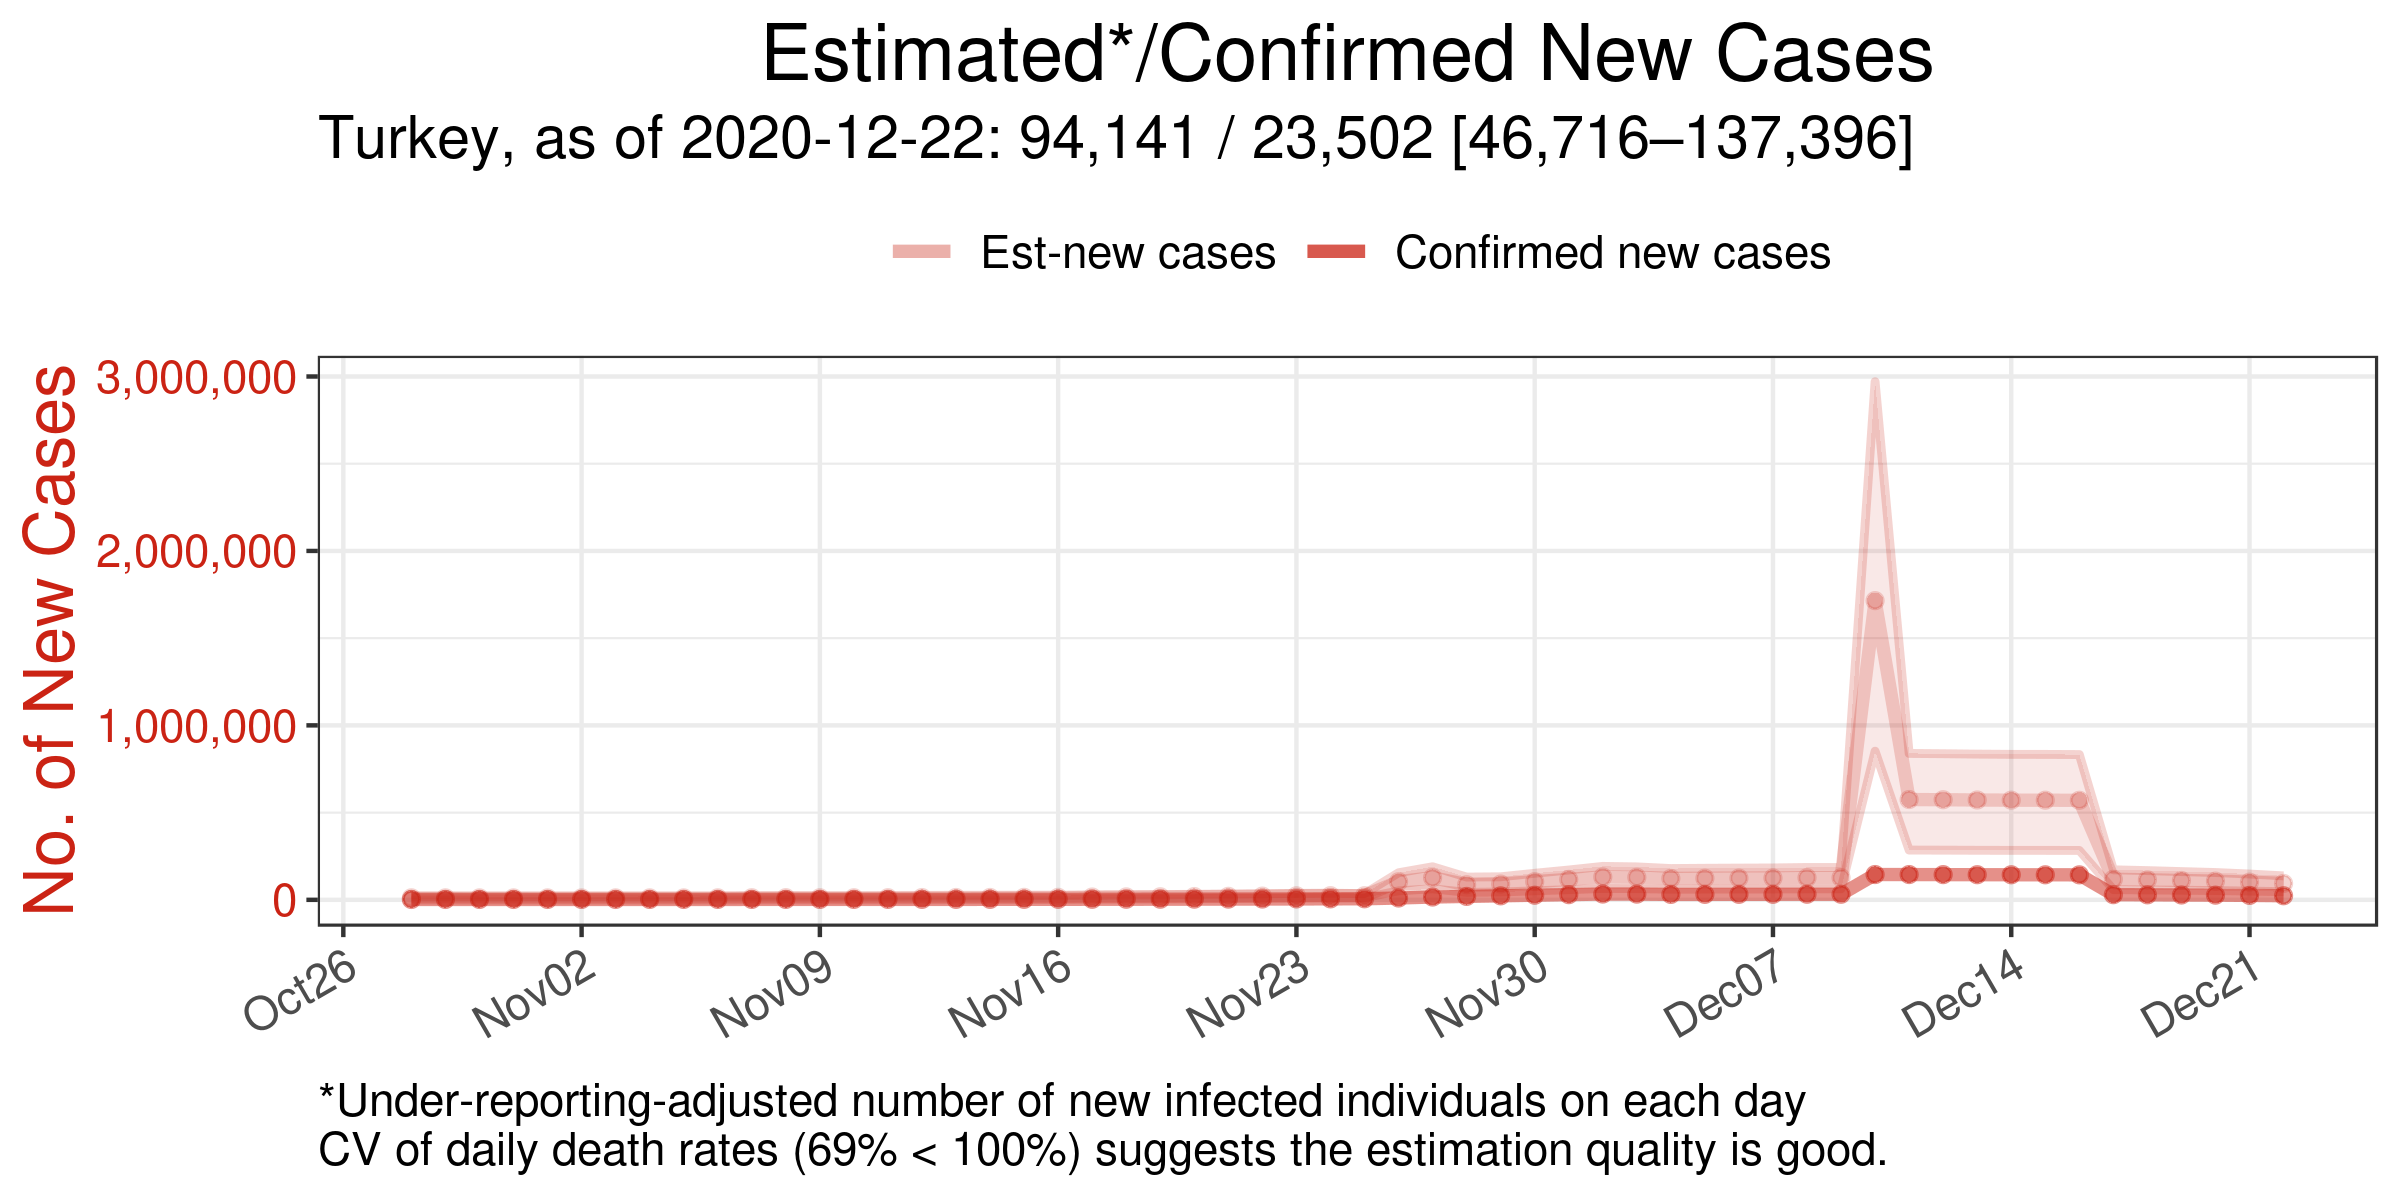 Estimated*/Confirmed New Cases
Turkey, as of 2020-12-22: 94,141 / 23,502 [46,716–137,396]
Est-new cases
Confirmed new cases
No. of New Cases
3,000,000
2,000,000
1,000,000
0
Oct26
Nov02
Nov09
Nov16
Nov23
Nov30
Dec07
Dec14
Dec21
*Under-reporting-adjusted number of new infected individuals on each day
CV of daily death rates (69% < 100%) suggests the estimation quality is good.